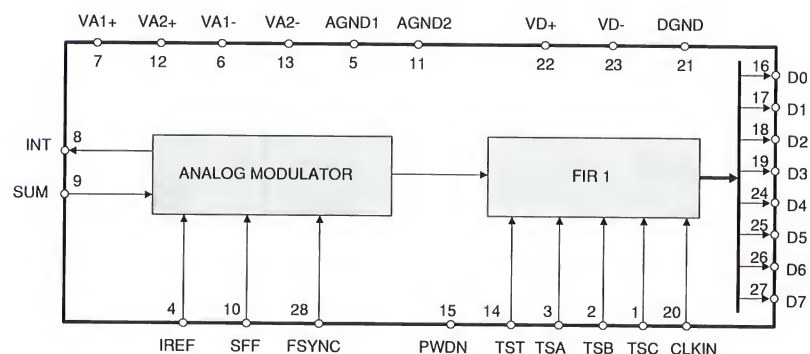 VA1+ VA2+ VA1- VA2- AGND1 AGND2 VD+ VD- DGND
7 12 6 13 5 11 22 23 21
16 D0
17 D1
18 D2
19 D3
24 D4
25 D5
26 D6
27 D7
INT 8
SUM 9
ANALOG MODULATOR
FIR 1
4 10 28 15 14 3 2 1 20
IREF SFF FSYNC PWDN TST TSA TSB TSC CLKIN